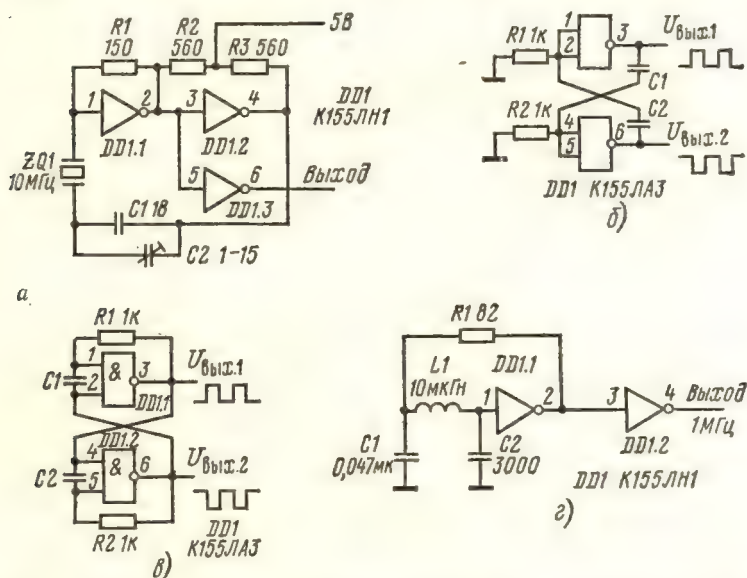 R1
150
R2
560
R3 560
5В
1
2
3
4
DD1
К155ЛН1
DD1.1
DD1.2
ZQ1
10МГц
5
6
Выход
DD1.3
C1 18
C2 1-15
а
R1 1к
1
2
3
Uвых.1
C1
C2
R2 1к
4
5
6
Uвых.2
DD1 К155ЛА3
б)
R1 1к
1
2
&
3
C1
DD1.1
Uвых.1
DD1.2
4
5
&
6
C2
Uвых.2
R2 1к
DD1
К155ЛА3
в)
R1 82
L1
10мкГн
DD1.1
1
2
3
4
Выход
1МГц
DD1.2
C1
0,047мк
C2
3000
DD1 К155ЛН1
г)